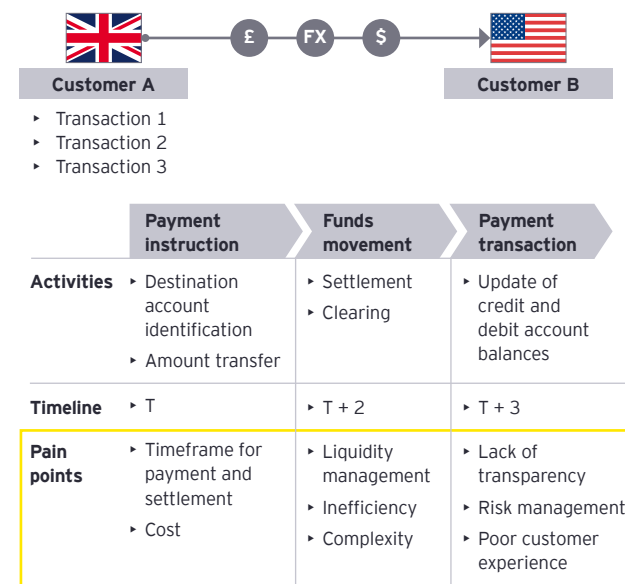 £ FX $
Customer A
Customer B
‣ Transaction 1
‣ Transaction 2
‣ Transaction 3
Payment
instruction
Funds
movement
Payment
transaction
Activities
‣ Destination
account
identification
‣ Amount transfer
‣ Settlement
‣ Clearing
‣ Update of
credit and
debit account
balances
Timeline
‣ T
‣ T + 2
‣ T + 3
Pain
points
‣ Timeframe for
payment and
settlement
‣ Cost
‣ Liquidity
management
‣ Inefficiency
‣ Complexity
‣ Lack of
transparency
‣ Risk management
‣ Poor customer
experience